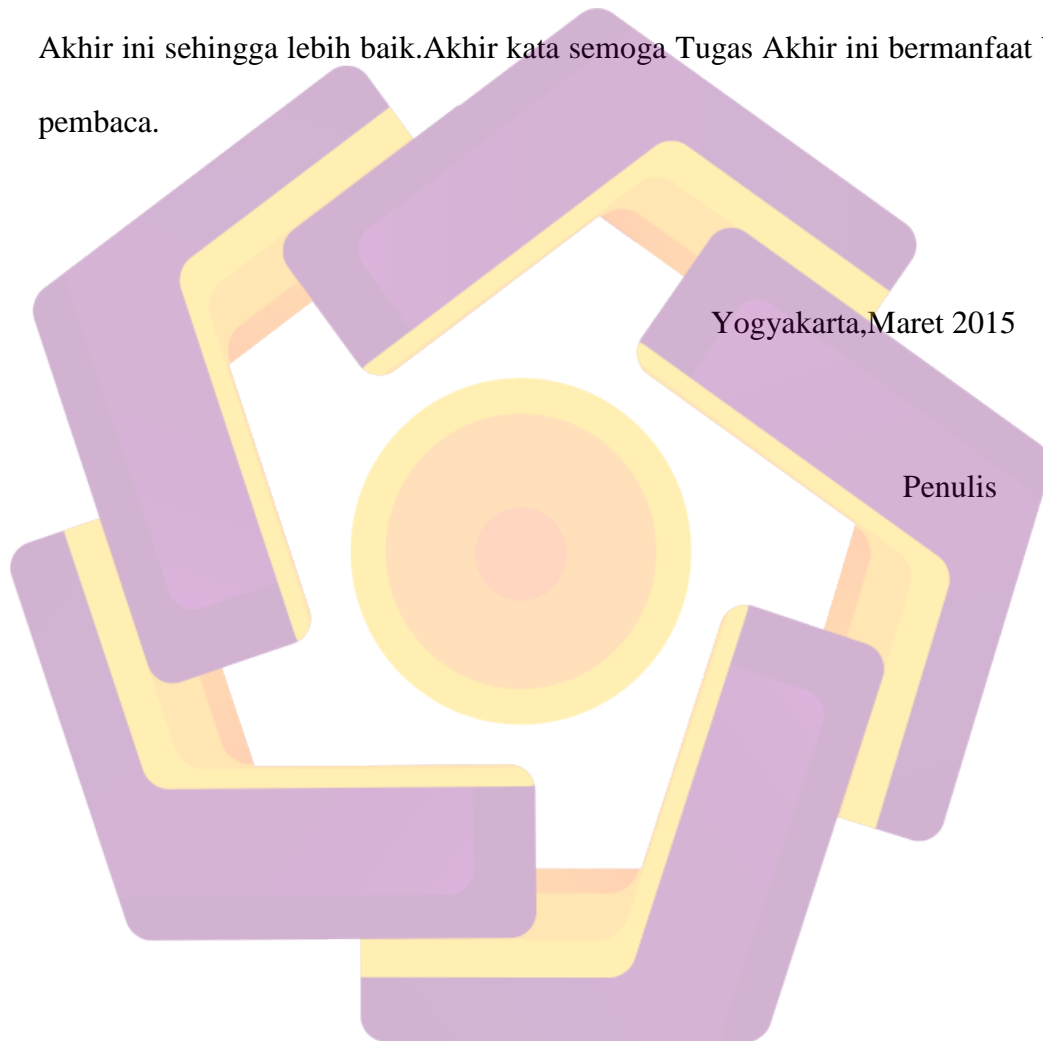 Akhir ini sehingga lebih baik.Akhir kata semoga Tugas Akhir ini bermanfaat
pembaca.
Yogyakarta,Maret 2015
Penulis